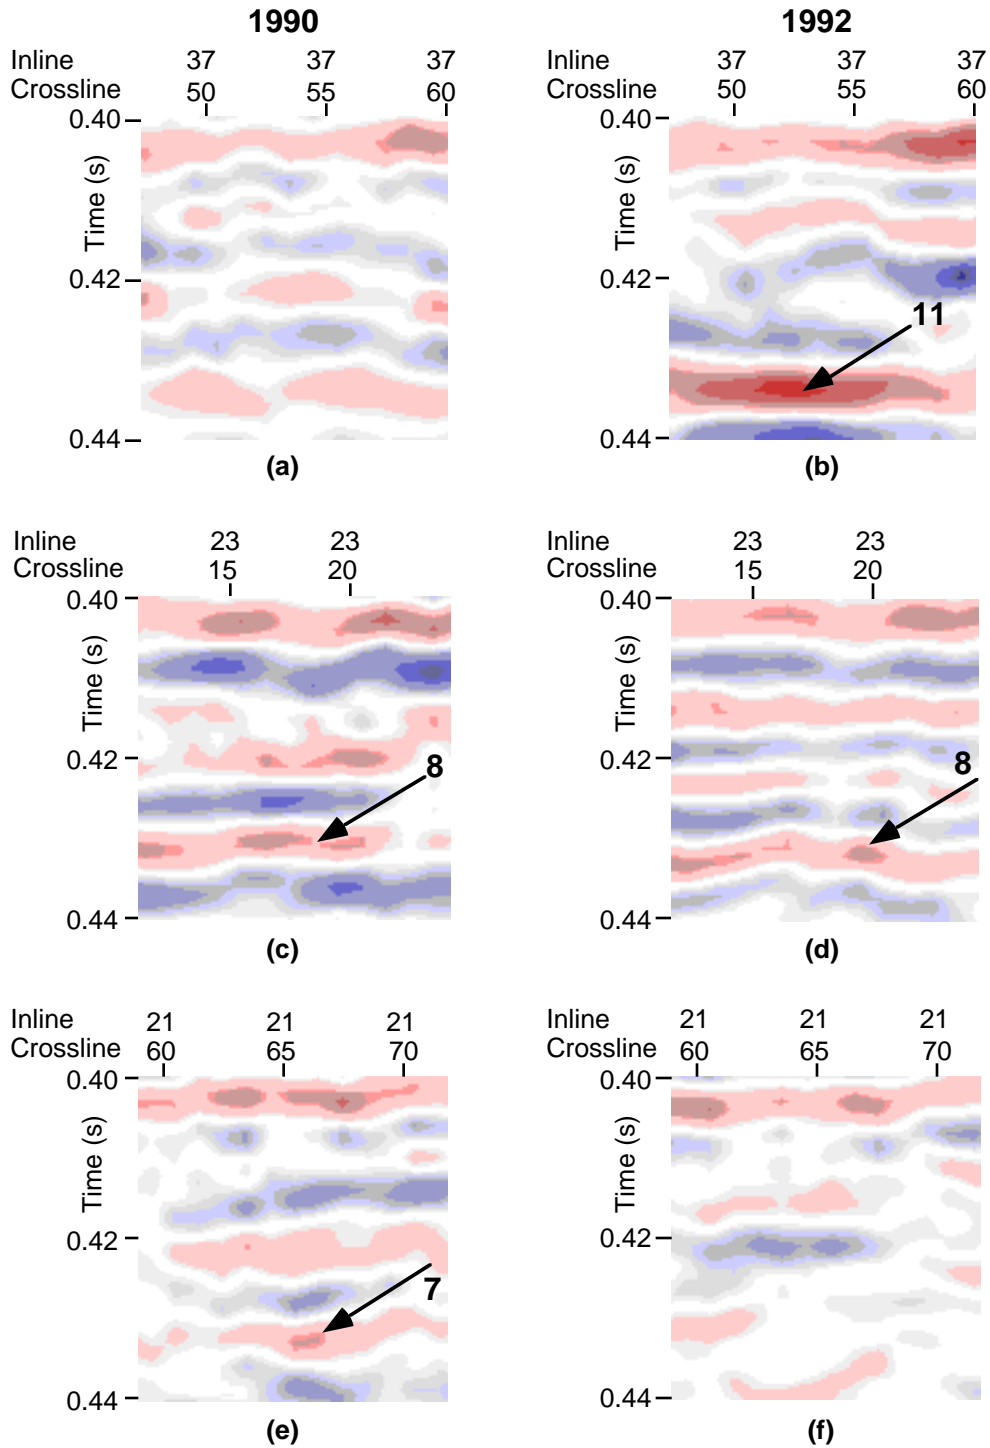 1990 1992
Inline 37 37 37 Inline 37 37 37
Crossline 50 55 60 Crossline 50 55 60
0.40 0.40
Time (s) Time (s)
0.42 0.42
11
0.44 0.44
(a) (b)
Inline 23 23 Inline 23 23
Crossline 15 20 Crossline 15 20
0.40 0.40
Time (s) Time (s)
0.42 0.42
8 8
0.44 0.44
(c) (d)
Inline 21 21 21 Inline 21 21 21
Crossline 60 65 70 Crossline 60 65 70
0.40 0.40
Time (s) Time (s)
0.42 0.42
7
0.44 0.44
(e) (f)